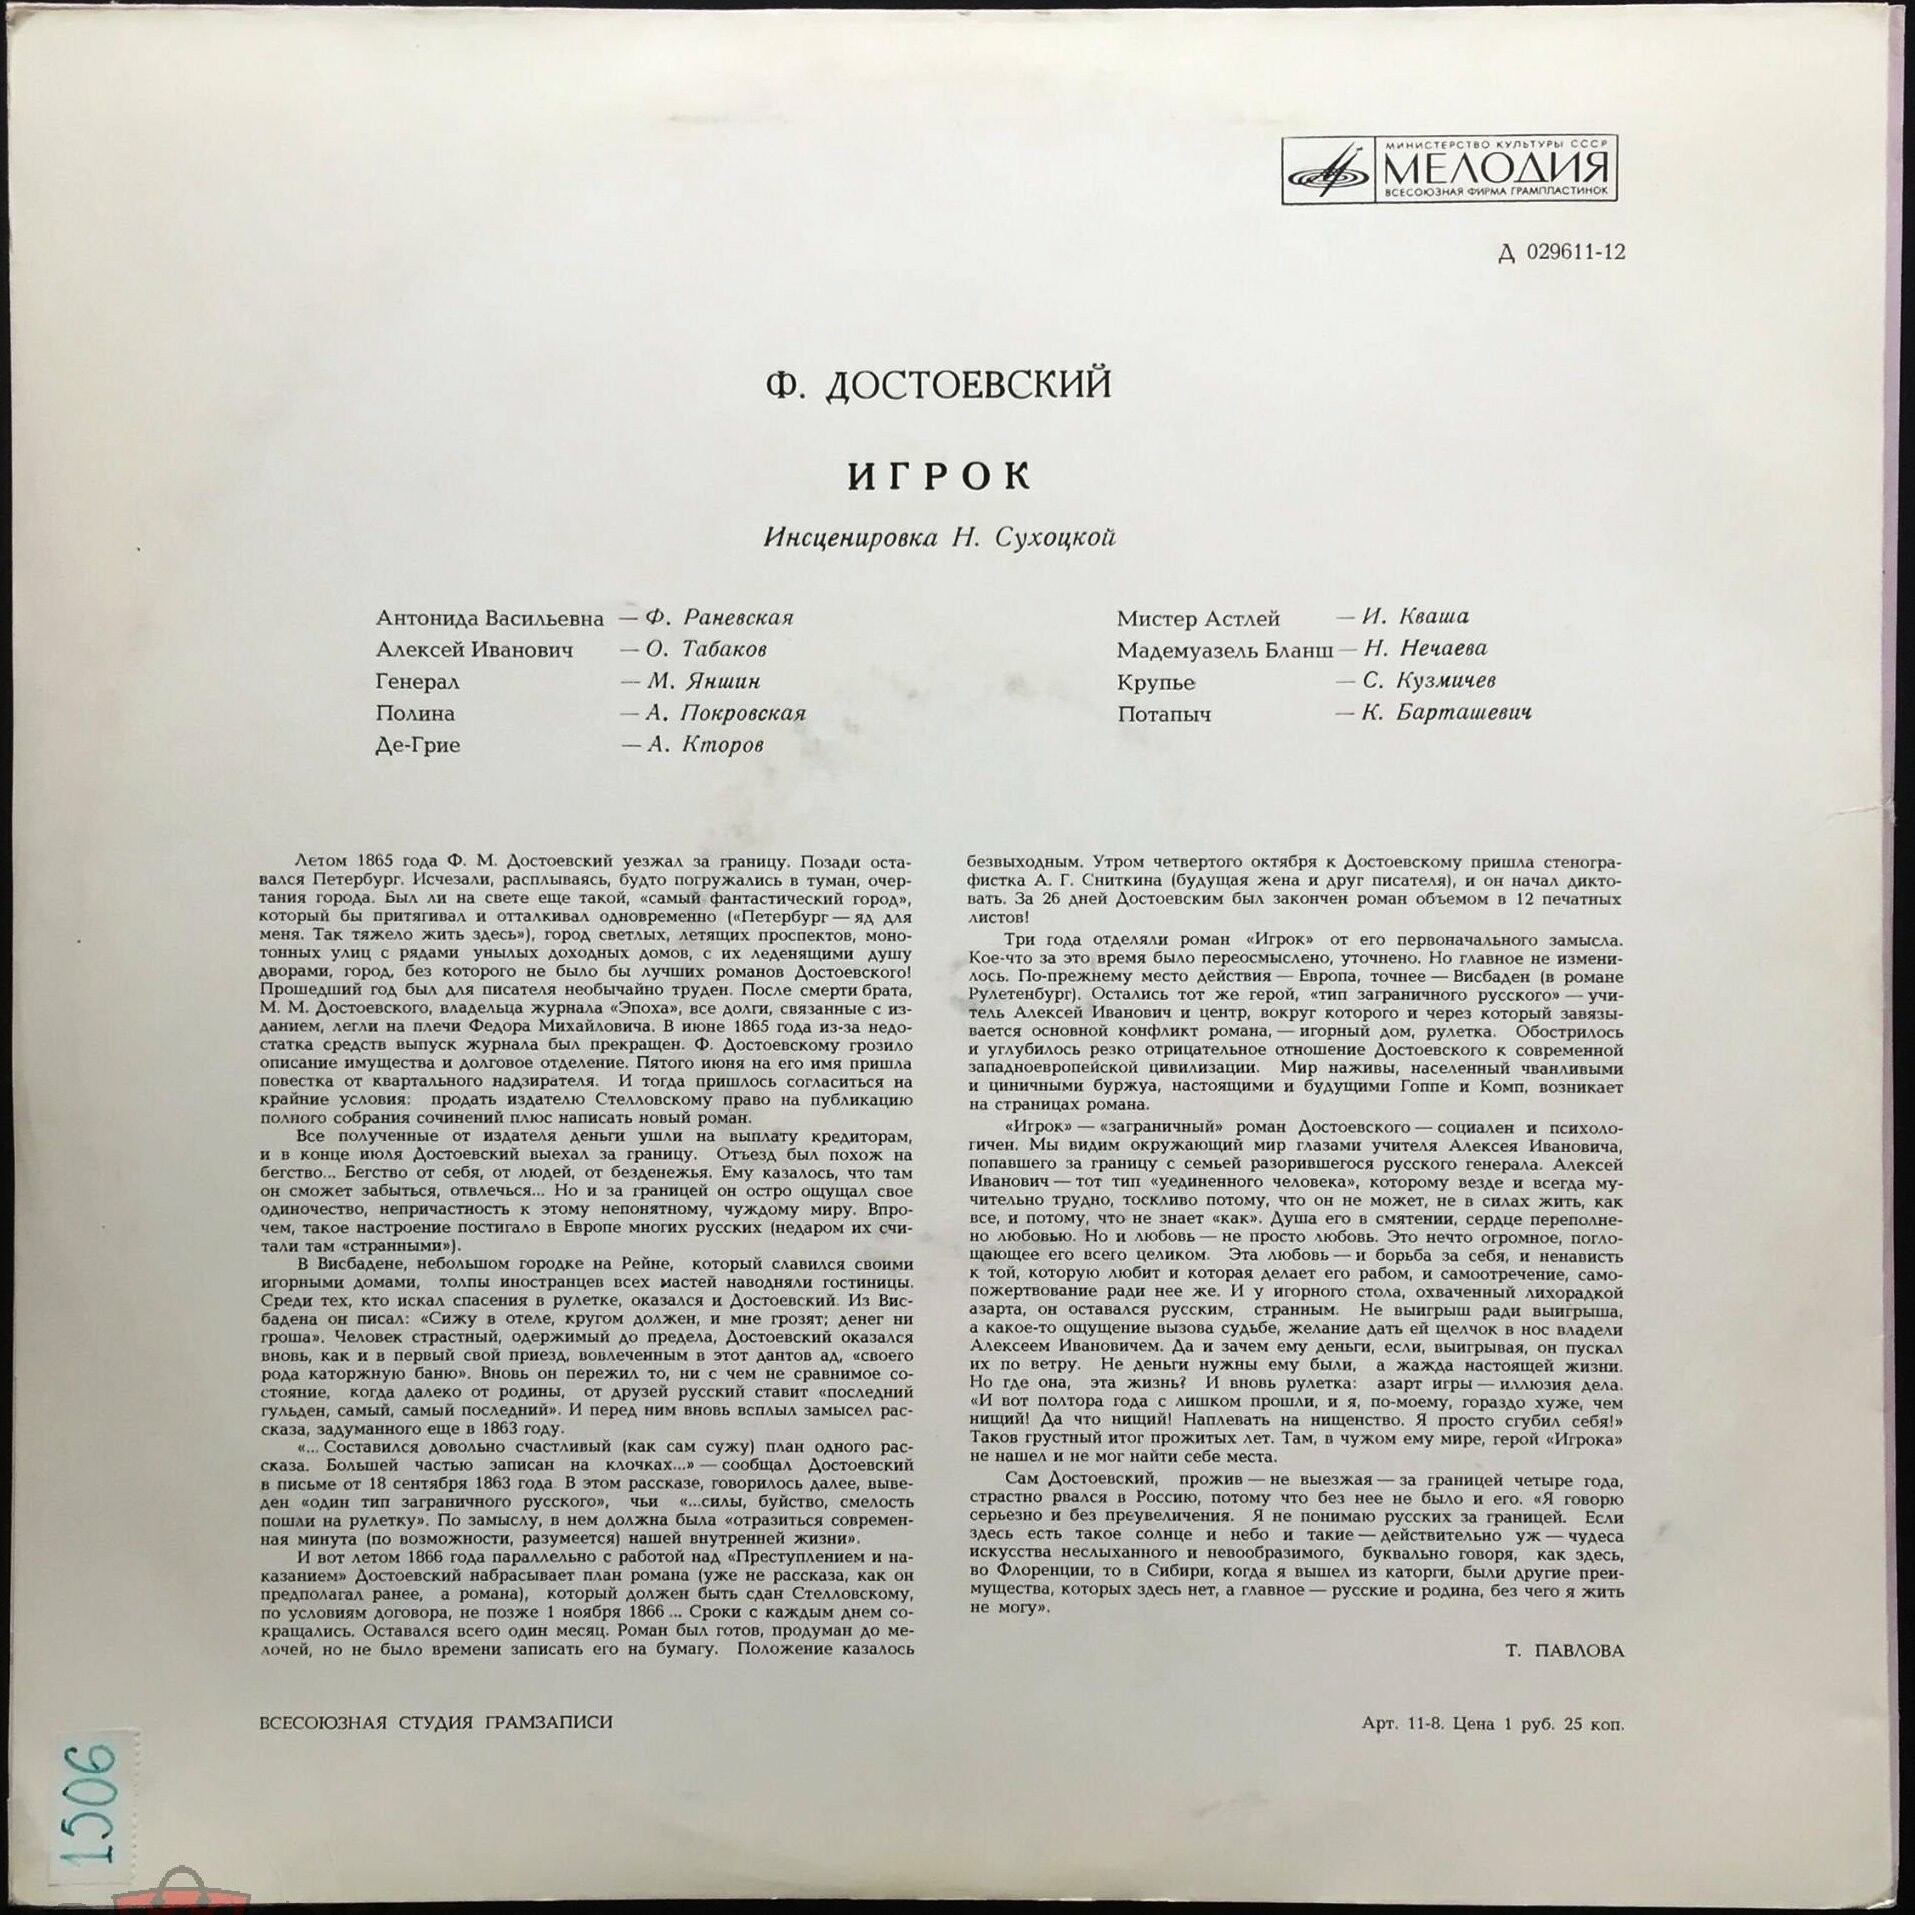 МИНИСТЕРСТВО КУЛЬТУРЫ СССР
МЕЛОДИЯ
ВСЕСОЮЗНАЯ ФИРМА ГРАМПЛАСТИНОК
Д 029611-12
Ф. ДОСТОЕВСКИЙ
ИГРОК
Инсценировка Н. Сухоцкой
Антонида Васильевна — Ф. Раневская
Алексей Иванович — О. Табаков
Генерал — М. Яншин
Полина — А. Покровская
Де-Грие — А. Кторов
Мистер Астлей — И. Кваша
Мадемуазель Бланш — Н. Нечаева
Крупье — С. Кузмичев
Потапыч — К. Барташевич
Летом 1865 года Ф. М. Достоевский уезжал за границу. Позади оста-
вался Петербург. Исчезали, расплываясь, будто погружались в туман, очер-
тания города. Был ли на свете еще такой, «самый фантастический город»,
который бы притягивал и отталкивал одновременно («Петербург — яд для
меня. Так тяжело жить здесь»), город светлых, летящих проспектов, моно-
тонных улиц с рядами унылых доходных домов, с их леденящими душу
дворами, город, без которого не было бы лучших романов Достоевского!
Прошедший год был для писателя необычайно труден. После смерти брата,
М. М. Достоевского, владельца журнала «Эпоха», все долги, связанные с из-
данием, легли на плечи Федора Михайловича. В июне 1865 года из-за недо-
статка средств выпуск журнала был прекращен. Ф. Достоевскому грозило
описание имущества и долговое отделение. Пятого июня на его имя пришла
повестка от квартального надзирателя. И тогда пришлось согласиться на
крайние условия: продать издателю Стелловскому право на публикацию
полного собрания сочинений плюс написать новый роман.
Все полученные от издателя деньги ушли на выплату кредиторам,
и в конце июля Достоевский выехал за границу. Отъезд был похож на
бегство... Бегство от себя, от людей, от безденежья. Ему казалось, что там
он сможет забыться, отвлечься... Но и за границей он остро ощущал свое
одиночество, непричастность к этому непонятному, чуждому миру. Впро-
чем, такое настроение постигало в Европе многих русских (недаром их счи-
тали там «странными»).
В Висбадене, небольшом городке на Рейне, который славился своими
игорными домами, толпы иностранцев всех мастей наводняли гостиницы.
Среди тех, кто искал спасения в рулетке, оказался и Достоевский. Из Вис-
бадена он писал: «Сижу в отеле, кругом должен, и мне грозят; денег ни
гроша». Человек страстный, одержимый до предела, Достоевский оказался
вновь, как и в первый свой приезд, вовлеченным в этот дантов ад, «своего
рода каторжную баню». Вновь он пережил то, ни с чем не сравнимое со-
стояние, когда далеко от родины, от друзей русский ставит «последний
гульден, самый, самый последний». И перед ним вновь всплыл замысел рас-
сказа, задуманного еще в 1863 году.
«... Составился довольно счастливый (как сам сужу) план одного рас-
сказа. Большей частью записан на клочках...» — сообщал Достоевский
в письме от 18 сентября 1863 года. В этом рассказе, говорилось далее, выве-
ден «один тип заграничного русского», чьи «...силы, буйство, смелость
пошли на рулетку». По замыслу, в нем должна была «отразиться современ-
ная минута (по возможности, разумеется) нашей внутренней жизни».
И вот летом 1866 года параллельно с работой над «Преступлением и на-
казанием» Достоевский набрасывает план романа (уже не рассказа, как он
предполагал ранее, а романа), который должен быть сдан Стелловскому,
по условиям договора, не позже 1 ноября 1866 ... Сроки с каждым днем со-
кращались. Оставался всего один месяц. Роман был готов, продуман до ме-
лочей, но не было времени записать его на бумагу. Положение казалось
безвыходным. Утром четвертого октября к Достоевскому пришла стеногра-
фистка А. Г. Сниткина (будущая жена и друг писателя), и он начал дикто-
вать. За 26 дней Достоевским был закончен роман объемом в 12 печатных
листов!
Три года отделяли роман «Игрок» от его первоначального замысла.
Кое-что за это время было переосмыслено, уточнено. Но главное не измени-
лось. По-прежнему место действия — Европа, точнее — Висбаден (в романе
Рулетенбург). Остались тот же герой, «тип заграничного русского» — учи-
тель Алексей Иванович и центр, вокруг которого и через который завязы-
вается основной конфликт романа, — игорный дом, рулетка. Обострилось
и углубилось резко отрицательное отношение Достоевского к современной
западноевропейской цивилизации. Мир наживы, населенный чванливыми
и циничными буржуа, настоящими и будущими Гоппе и Комп, возникает
на страницах романа.
«Игрок» — «заграничный» роман Достоевского — социален и психоло-
гичен. Мы видим окружающий мир глазами учителя Алексея Ивановича,
попавшего за границу с семьей разорившегося русского генерала. Алексей
Иванович — тот тип «уединенного человека», которому везде и всегда му-
чительно трудно, тоскливо потому, что он не может, не в силах жить, как
все, и потому, что не знает «как». Душа его в смятении, сердце переполне-
но любовью. Но и любовь — не просто любовь. Это нечто огромное, погло-
щающее его всего целиком. Эта любовь — и борьба за себя, и ненависть
к той, которую любит и которая делает его рабом, и самоотречение, само-
пожертвование ради нее же. И у игорного стола, охваченный лихорадкой
азарта, он оставался русским, странным. Не выигрыш ради выигрыша,
а какое-то ощущение вызова судьбе, желание дать ей щелчок в нос владели
Алексеем Ивановичем. Да и зачем ему деньги, если, выигрывая, он пускал
их по ветру. Не деньги нужны ему были, а жажда настоящей жизни.
Но где она, эта жизнь? И вновь рулетка: азарт игры — иллюзия дела.
«И вот полтора года с лишком прошли, и я, по-моему, гораздо хуже, чем
нищий! Да что нищий! Наплевать на нищенство. Я просто сгубил себя!»
Таков грустный итог прожитых лет. Там, в чужом ему мире, герой «Игрока»
не нашел и не мог найти себе места.
Сам Достоевский, прожив — не выезжая — за границей четыре года,
страстно рвался в Россию, потому что без нее не было и его. «Я говорю
серьезно и без преувеличения. Я не понимаю русских за границей. Если
здесь есть такое солнце и небо и такие — действительно уж — чудеса
искусства неслыханного и невообразимого, буквально говоря, как здесь,
во Флоренции, то в Сибири, когда я вышел из каторги, были другие преи-
мущества, которых здесь нет, а главное — русские и родина, без чего я жить
не могу».
Т. ПАВЛОВА
ВСЕСОЮЗНАЯ СТУДИЯ ГРАМЗАПИСИ
Арт. 11-8. Цена 1 руб. 25 коп.
1506